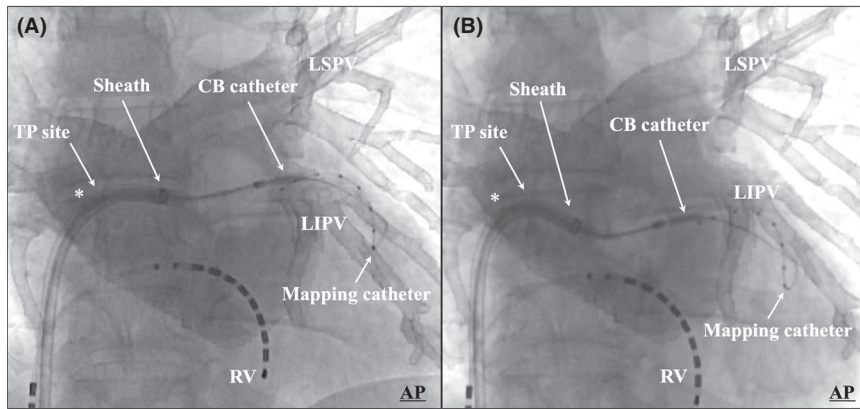 (A)
LSPV
Sheath
CB catheter
TP site
*
LIPV
Mapping catheter
RV
AP
(B)
LSPV
Sheath
CB catheter
TP site
*
LIPV
Mapping catheter
RV
AP